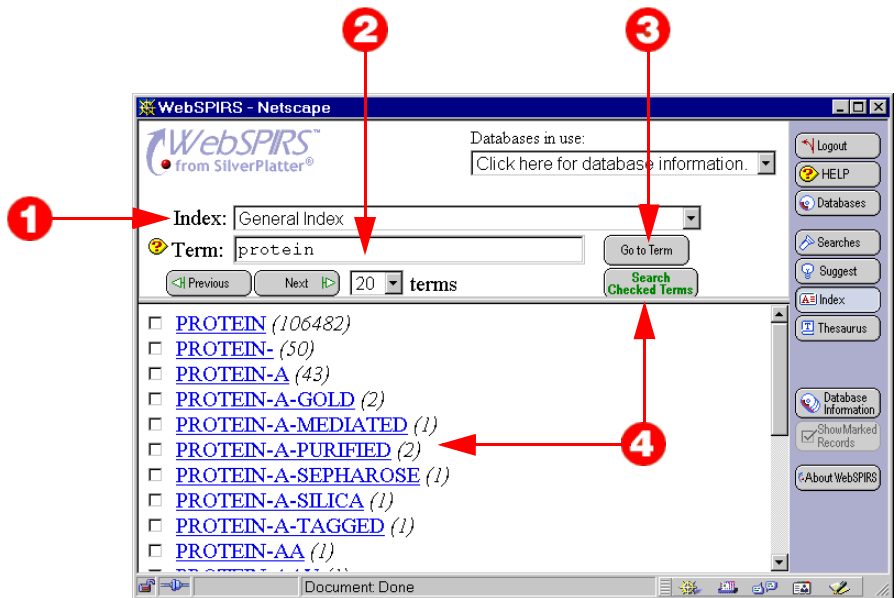 2 3
WebSPIRS - Netscape
WebSPIRS™
from SilverPlatter®
Databases in use:
Click here for database information.
Logout
HELP
Databases
1
Index: General Index
Term: protein
Go to Term
Searches
Previous Next 20 terms
Search
Checked Terms
Suggest
Index
Thesaurus
PROTEIN (106482)
PROTEIN- (50)
PROTEIN-A (43)
PROTEIN-A-GOLD (2)
PROTEIN-A-MEDIATED (1)
PROTEIN-A-PURIFIED (2)
PROTEIN-A-SEPHAROSE (1)
PROTEIN-A-SILICA (1)
PROTEIN-A-TAGGED (1)
PROTEIN-AA (1)
4
Database
Information
Show Marked
Records
About WebSPIRS
Document: Done